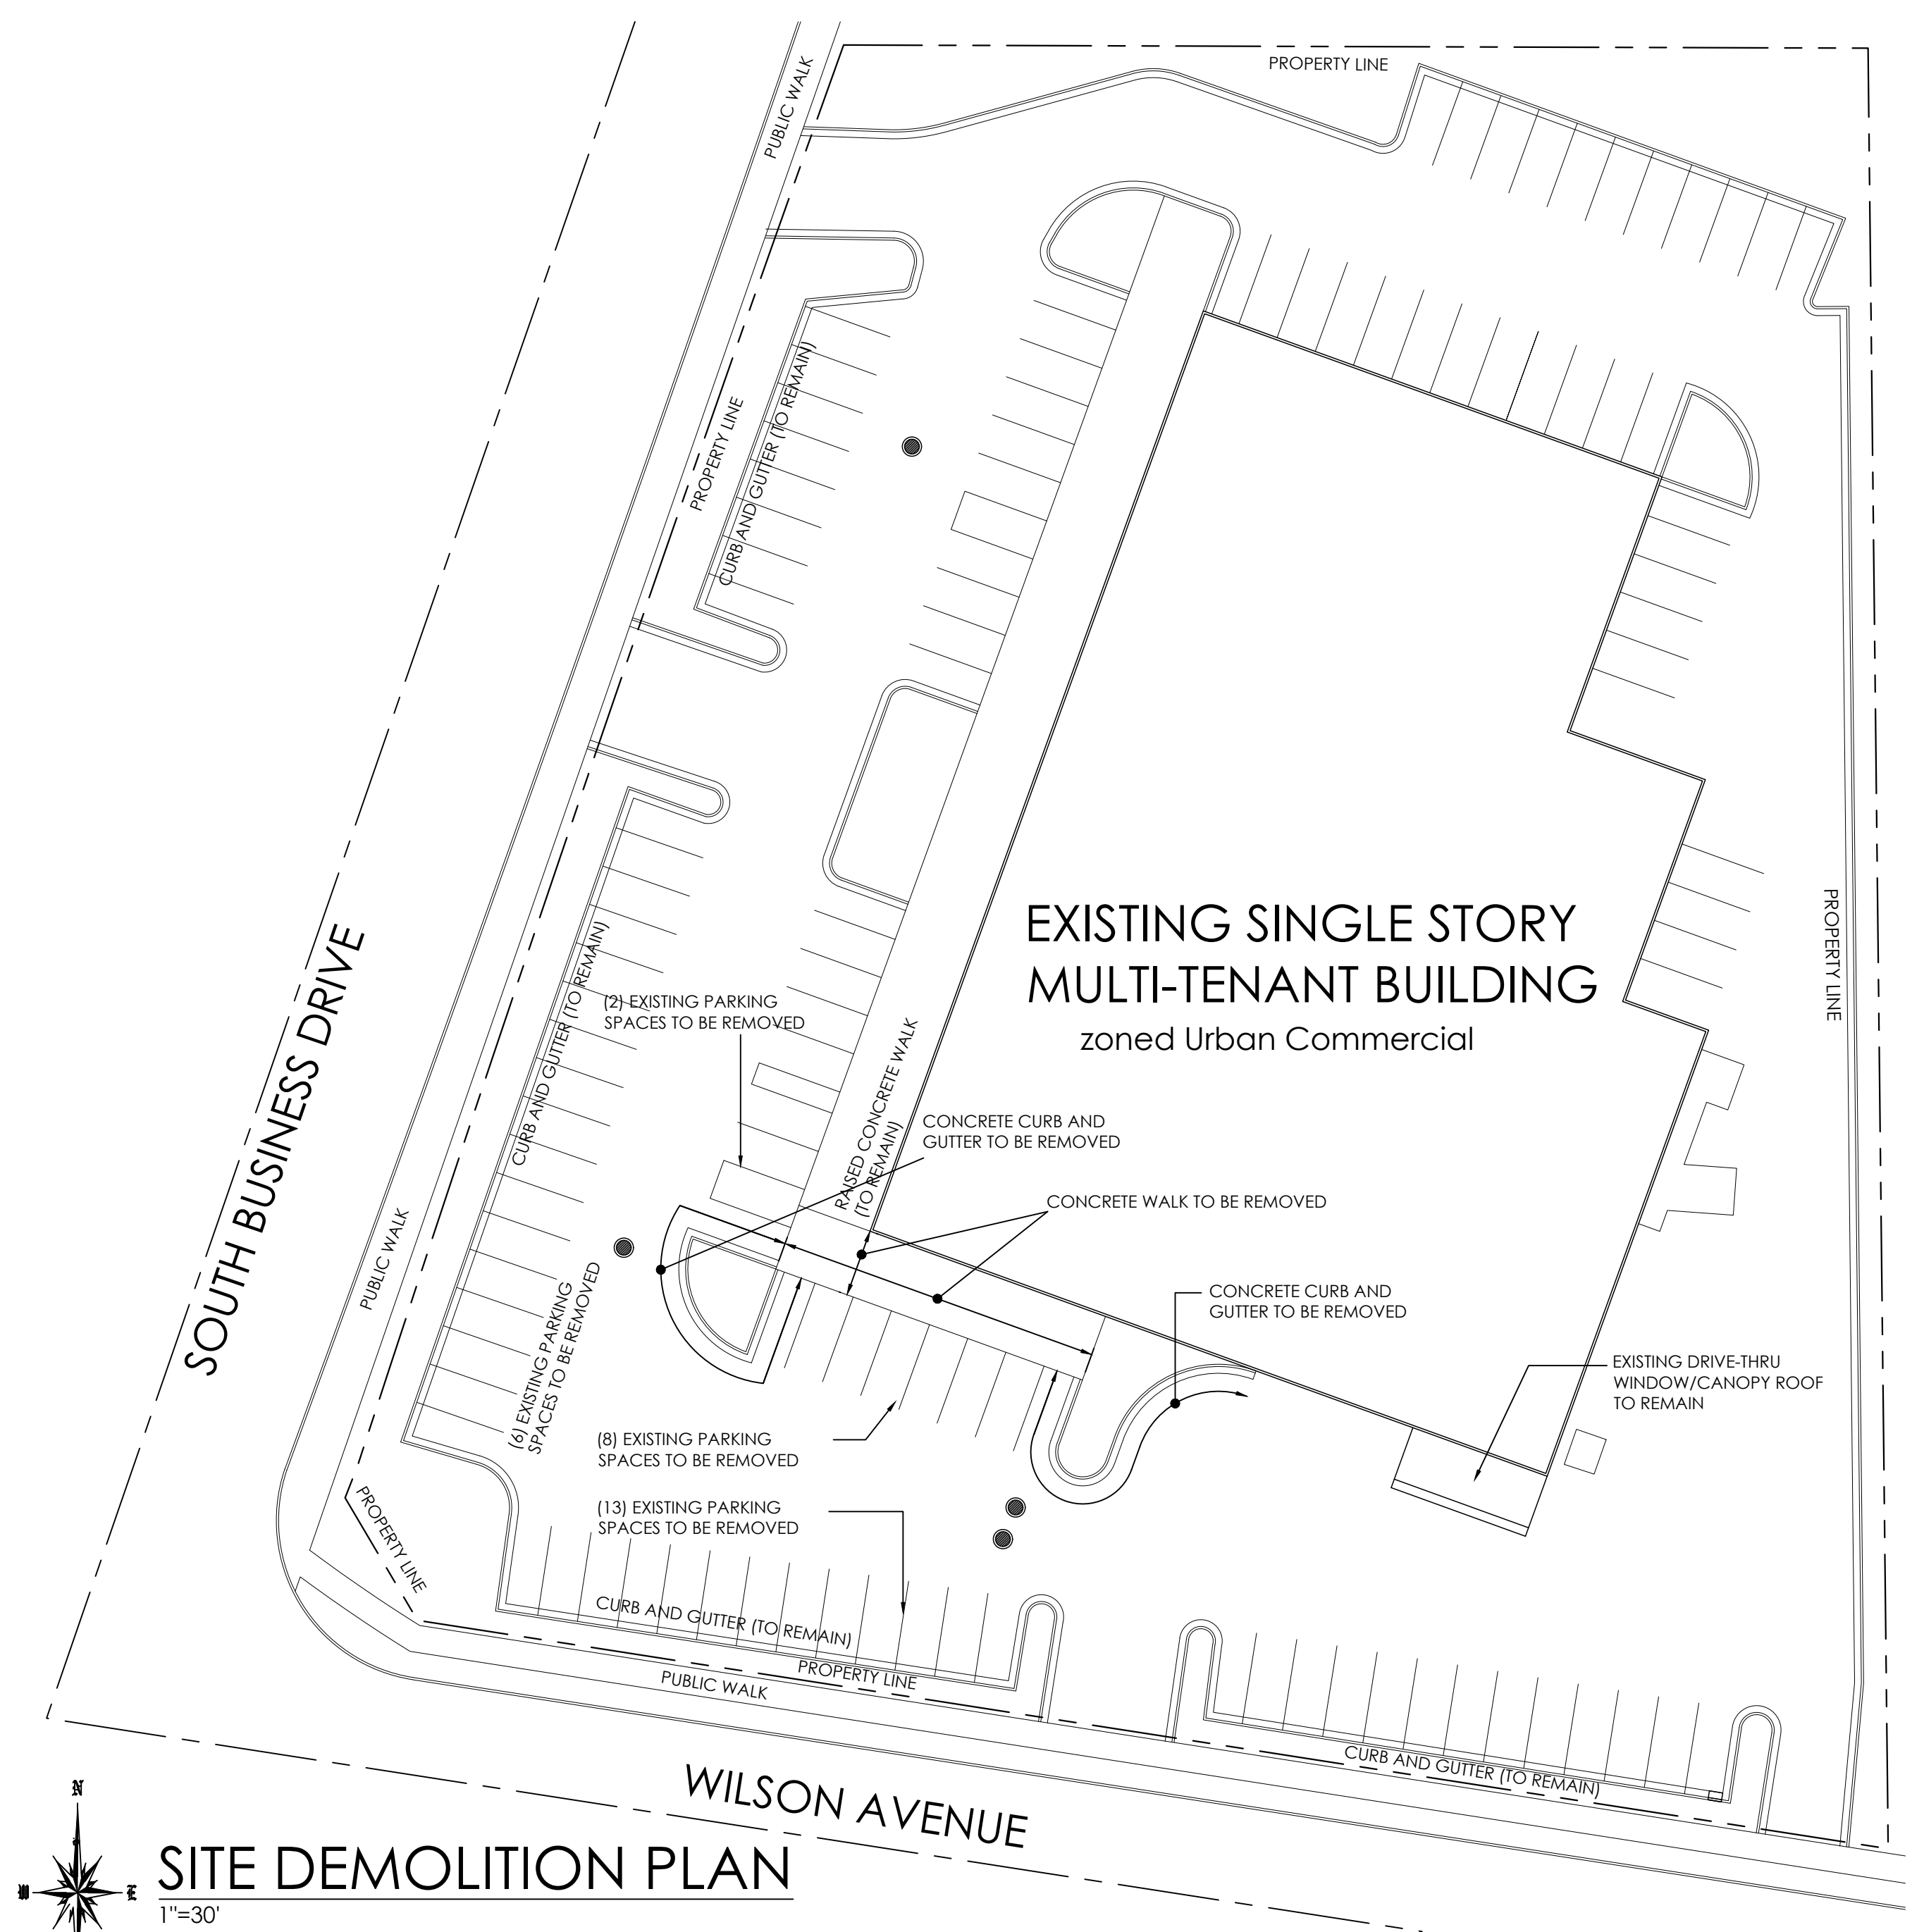 PROPERTY LINE
PUBLIC WALK
PROPERTY LINE
CURB AND GUTTER (TO REMAIN)
EXISTING SINGLE STORY
MULTI-TENANT BUILDING
zoned Urban Commercial
PROPERTY LINE
SOUTH BUSINESS DRIVE
CURB AND GUTTER (TO REMAIN)
(2) EXISTING PARKING
SPACES TO BE REMOVED
RAISED CONCRETE WALK
(TO REMAIN)
CONCRETE CURB AND
GUTTER TO BE REMOVED
CONCRETE WALK TO BE REMOVED
PUBLIC WALK
(6) EXISTING PARKING
SPACES TO BE REMOVED
CONCRETE CURB AND
GUTTER TO BE REMOVED
EXISTING DRIVE-THRU
WINDOW/CANOPY ROOF
TO REMAIN
(8) EXISTING PARKING
SPACES TO BE REMOVED
(13) EXISTING PARKING
SPACES TO BE REMOVED
PROPERTY LINE
CURB AND GUTTER (TO REMAIN)
PROPERTY LINE
PUBLIC WALK
CURB AND GUTTER (TO REMAIN)
WILSON AVENUE
N
W
E
SITE DEMOLITION PLAN
1"=30'